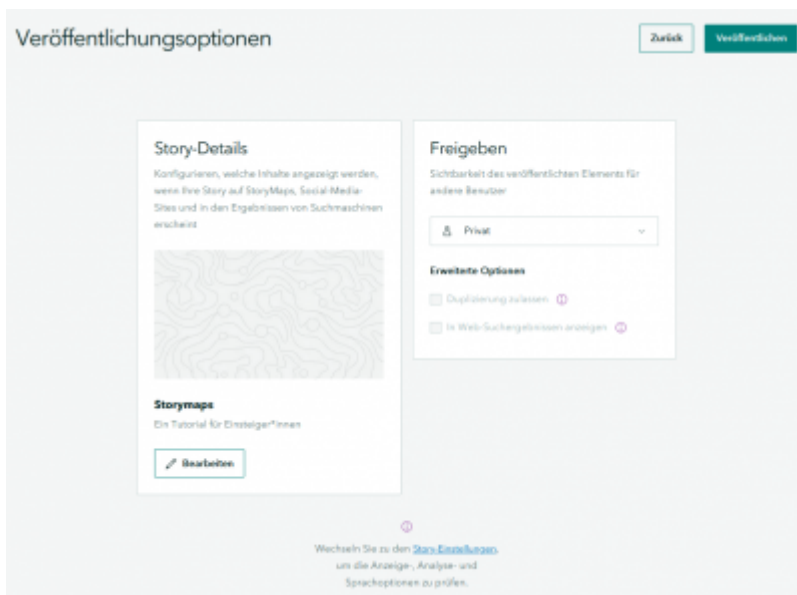 Veröffentlichungsoptionen
Zurück
Veröffentlichen
Story-Details
Konfigurieren, welche Inhalte angezeigt werden,
wenn Ihre Story auf StoryMaps, Social-Media-
Sites und in den Ergebnissen von Suchmaschinen
erscheint
Storymaps
Ein Tutorial für Einsteiger*innen
Bearbeiten
Freigeben
Sichtbarkeit des veröffentlichten Elements für
andere Benutzer
Privat
Erweiterte Optionen
Duplizierung zulassen
In Web-Suchergebnissen anzeigen
Wechseln Sie zu den Story-Einstellungen,
um die Anzeige-, Analyse- und
Sprachoptionen zu prüfen.